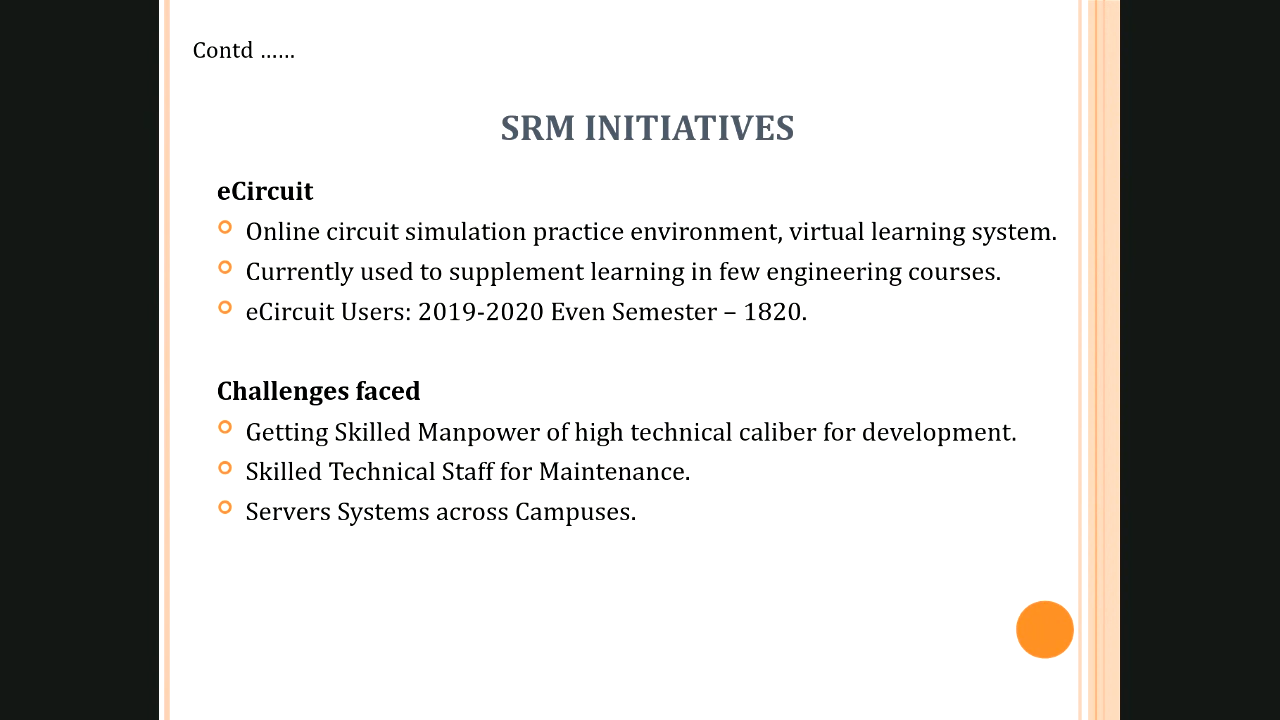 Contd ......
SRM INITIATIVES
eCircuit
Online circuit simulation practice environment, virtual learning system.
Currently used to supplement learning in few engineering courses.
eCircuit Users: 2019-2020 Even Semester – 1820.
Challenges faced
Getting Skilled Manpower of high technical caliber for development.
Skilled Technical Staff for Maintenance.
Servers Systems across Campuses.